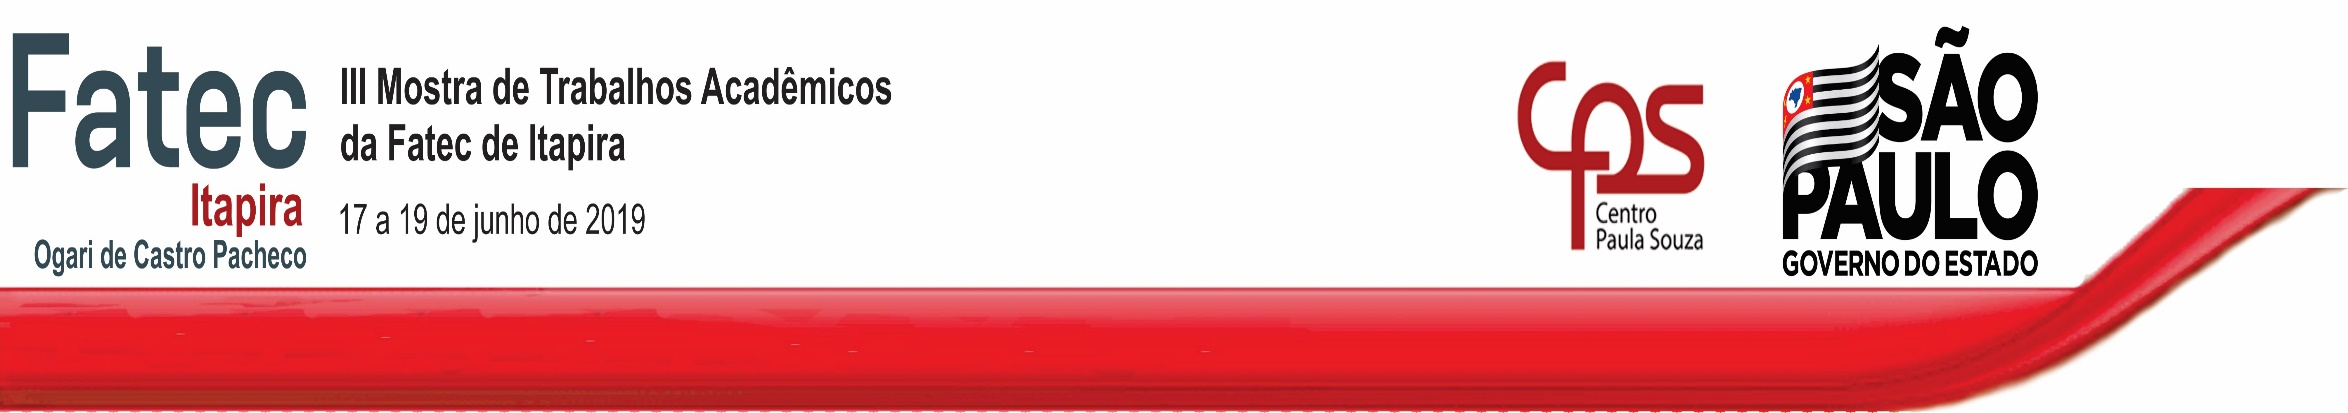 Fatec
Itapira
Ogari de Castro Pacheco
III Mostra de Trabalhos Acadêmicos
da Fatec de Itapira
17 a 19 de junho de 2019
CPS
Centro
Paula Souza
SÃO
PAULO
GOVERNO DO ESTADO